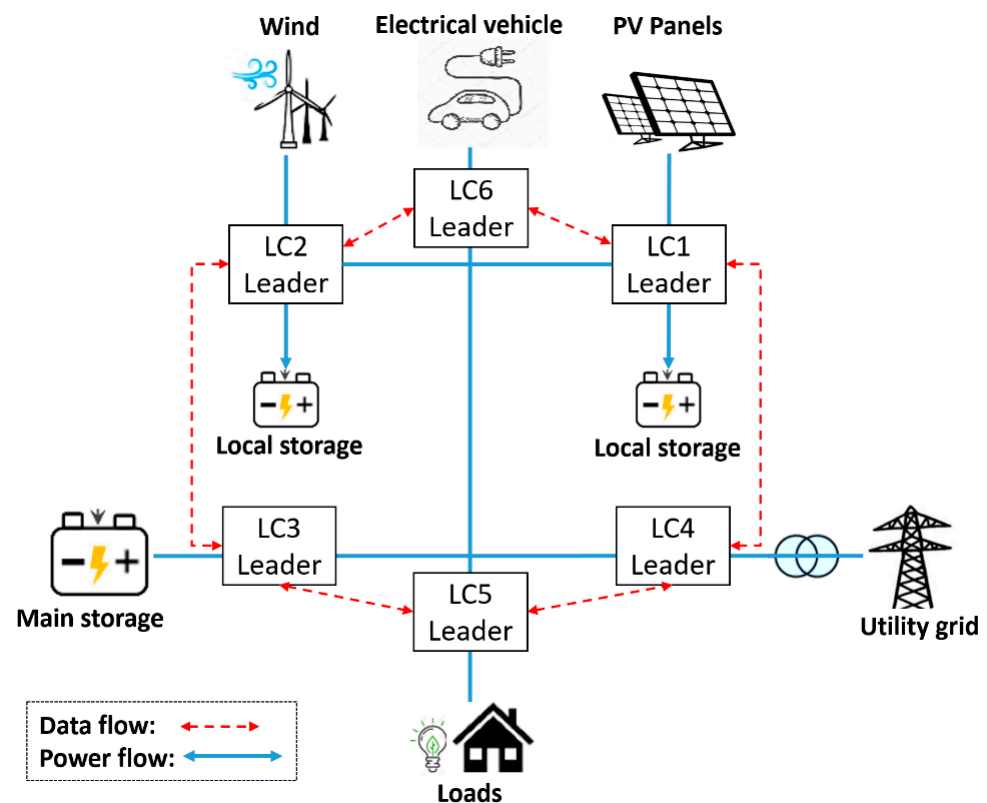 Wind
Electrical vehicle
PV Panels
LC6
Leader
LC2
Leader
LC1
Leader
Local storage
Local storage
LC3
Leader
LC4
Leader
Main storage
LC5
Leader
Utility grid
Data flow:
Power flow:
Loads